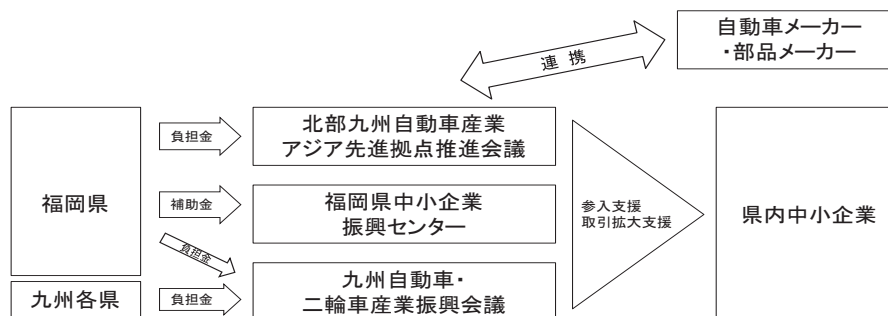 自動車メーカー
・部品メーカー
連携
北部九州自動車産業
アジア先進拠点推進会議
負担金
福岡県
補助金
福岡県中小企業
振興センター
参入支援
取引拡大支援
県内中小企業
負担金
九州自動車・
二輪車産業振興会議
九州各県
負担金